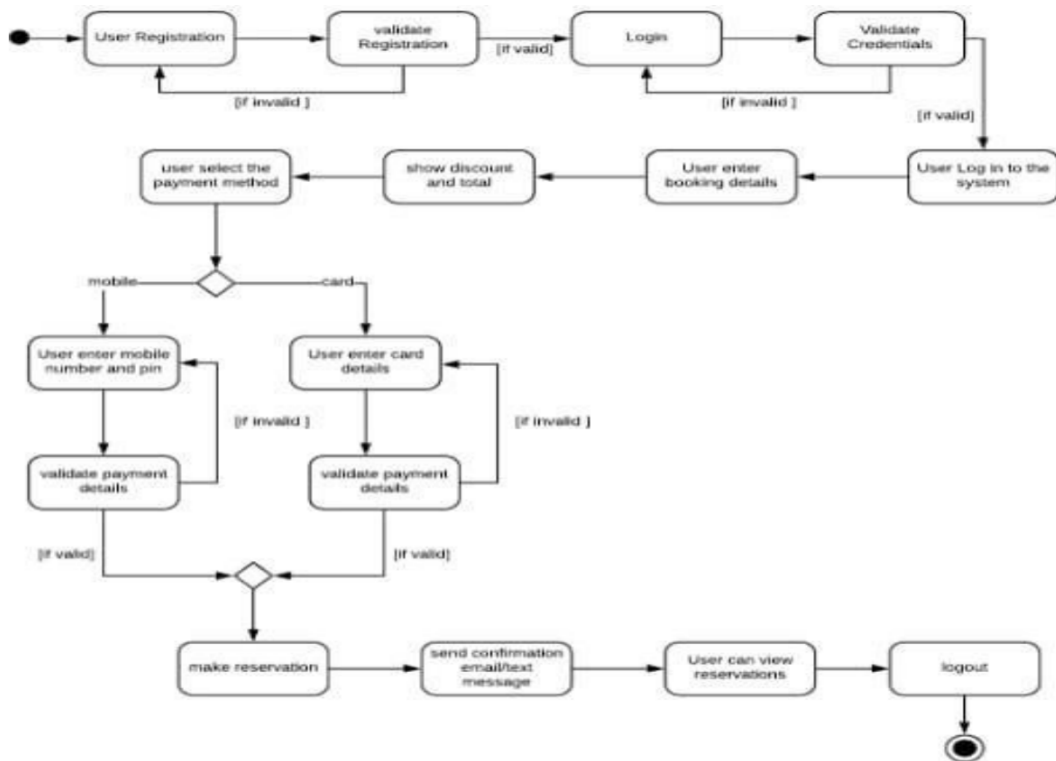 User Registration
validate
Registration
[if valid]
Login
Validate
Credentials
[if invalid ]
[if invalid ]
[if valid]
user select the
payment method
show discount
and total
User enter
booking details
User Log in to the
system
mobile
card
User enter mobile
number and pin
User enter card
details
[if invalid ]
[if invalid ]
validate payment
details
validate payment
details
[if valid]
[if valid]
make reservation
send confirmation
email/text
message
User can view
reservations
logout